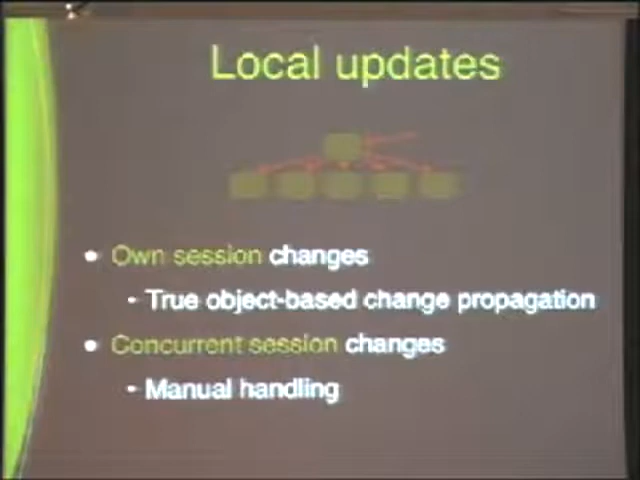 Local updates
• Own session changes
- True object-based change propagation
• Concurrent session changes
- Manual handling